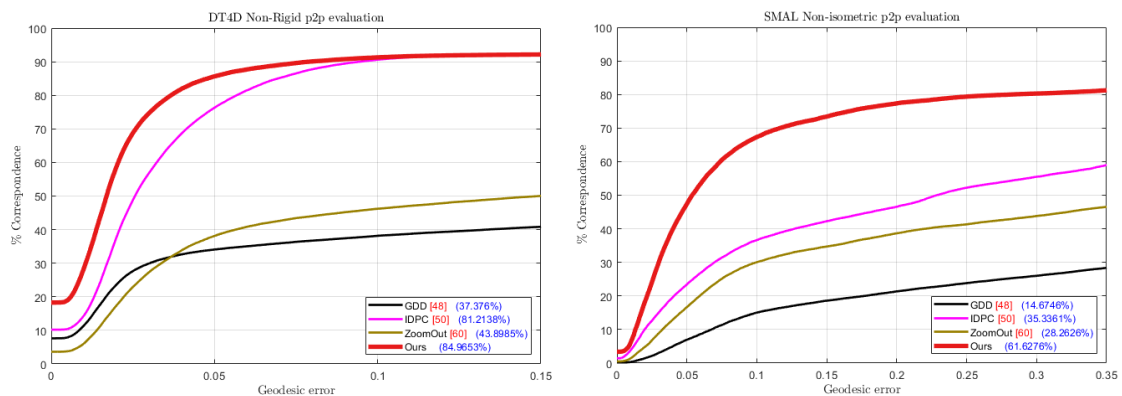 DT4D Non-Rigid p2p evaluation
100
90
80
70
60
50
40
30
20
10
0
% Correspondence
0
0.05
0.1
0.15
Geodesic error
GDD [48] (37.376%)
IDPC [50] (81.2138%)
ZoomOut [60] (43.8985%)
Ours (84.9653%)
SMAL Non-isometric p2p evaluation
100
90
80
70
60
50
40
30
20
10
0
% Correspondence
0
0.05
0.1
0.15
0.2
0.25
0.3
0.35
Geodesic error
GDD [48] (14.6746%)
IDPC [50] (35.3361%)
ZoomOut [60] (28.2626%)
Ours (61.6276%)